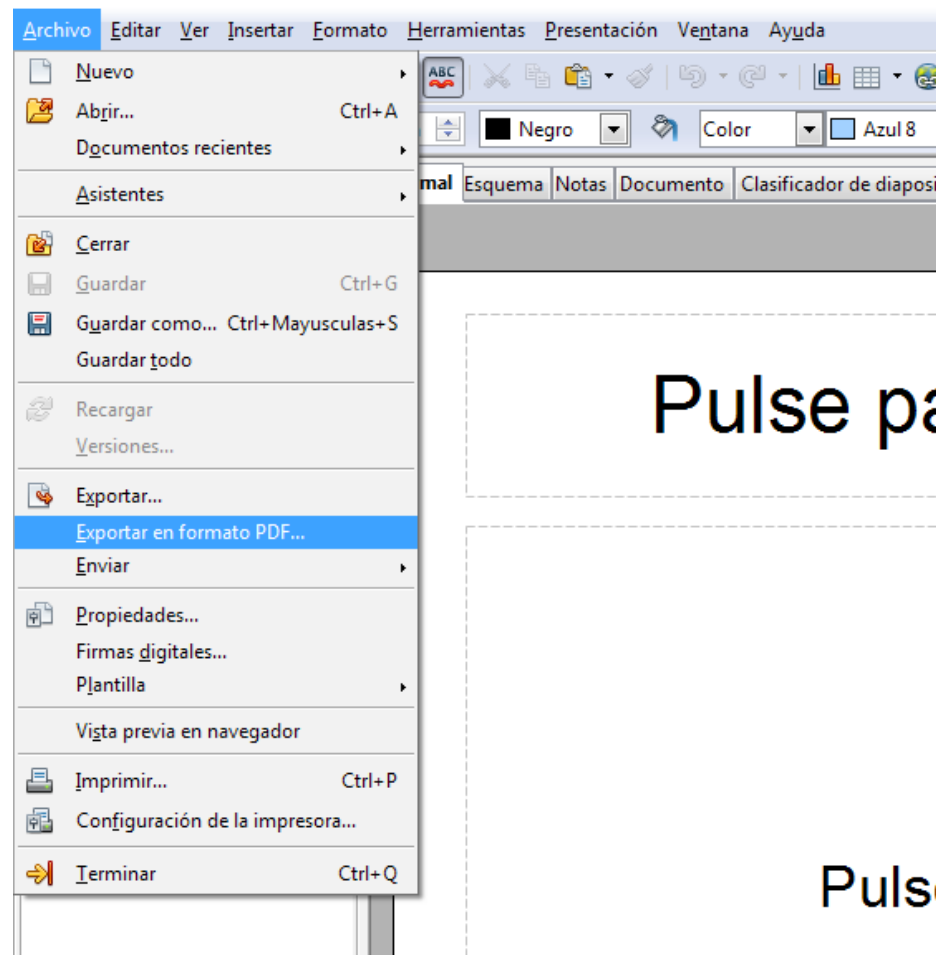 Archivo Editar Ver Insertar Formato Herramientas Presentación Ventana Ayuda
Nuevo
ABC
Abrir... Ctrl+A
Negro Color Azul 8
Documentos recientes
mal Esquema Notas Documento Clasificador de diaposi
Asistentes
Cerrar
Guardar Ctrl+G
Guardar como... Ctrl+Mayusculas+S
Guardar todo
Recargar
Versiones...
Exportar...
Exportar en formato PDF...
Enviar
Propiedades...
Firmas digitales...
Plantilla
Vista previa en navegador
Imprimir... Ctrl+P
Configuración de la impresora...
Terminar Ctrl+Q
Pulse pa
Pulse